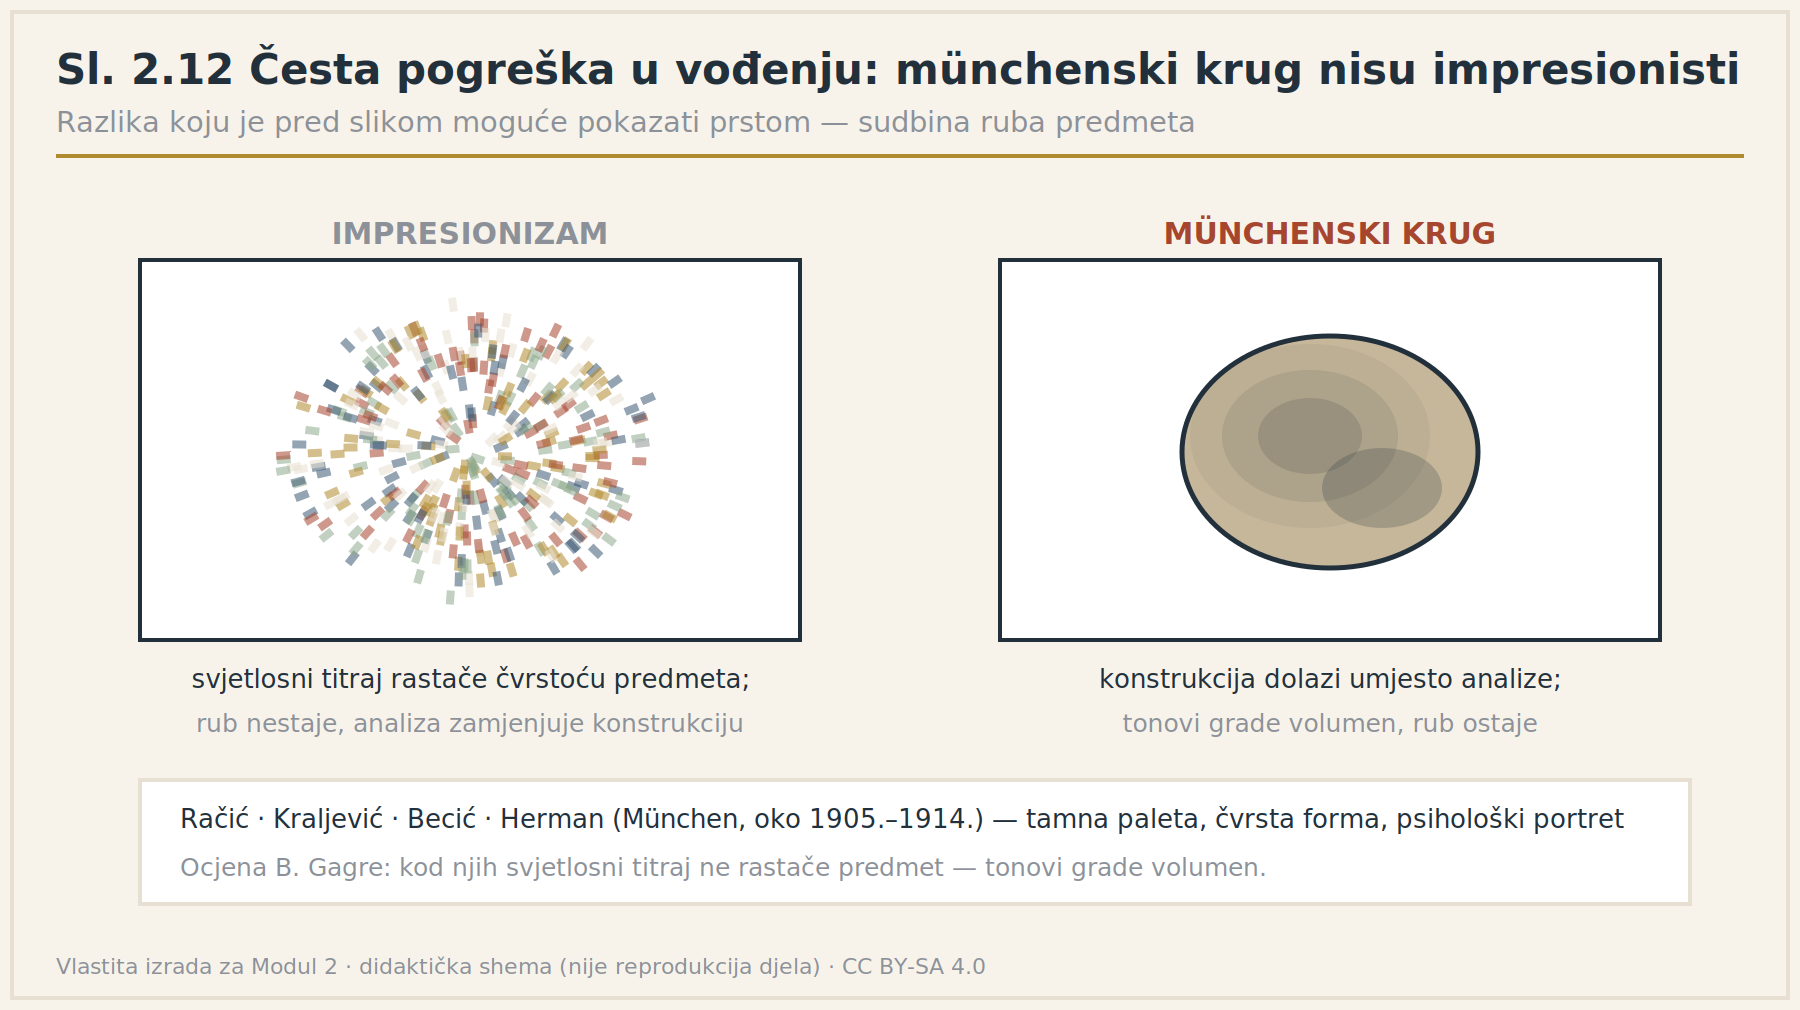 Sl. 2.12 Česta pogreška u vođenju: münchenski krug nisu impresionisti
Razlika koju je pred slikom moguće pokazati prstom — sudbina ruba predmeta
IMPRESIONIZAM
svjetlosni titraj rastače čvrstoću predmeta;
rub nestaje, analiza zamjenjuje konstrukciju
MÜNCHENSKI KRUG
konstrukcija dolazi umjesto analize;
tonovi grade volumen, rub ostaje
Račić · Kraljević · Becić · Herman (München, oko 1905.–1914.) — tamna paleta, čvrsta forma, psihološki portret
Ocjena B. Gagre: kod njih svjetlosni titraj ne rastače predmet — tonovi grade volumen.
Vlastita izrada za Modul 2 · didaktička shema (nije reprodukcija djela) · CC BY-SA 4.0